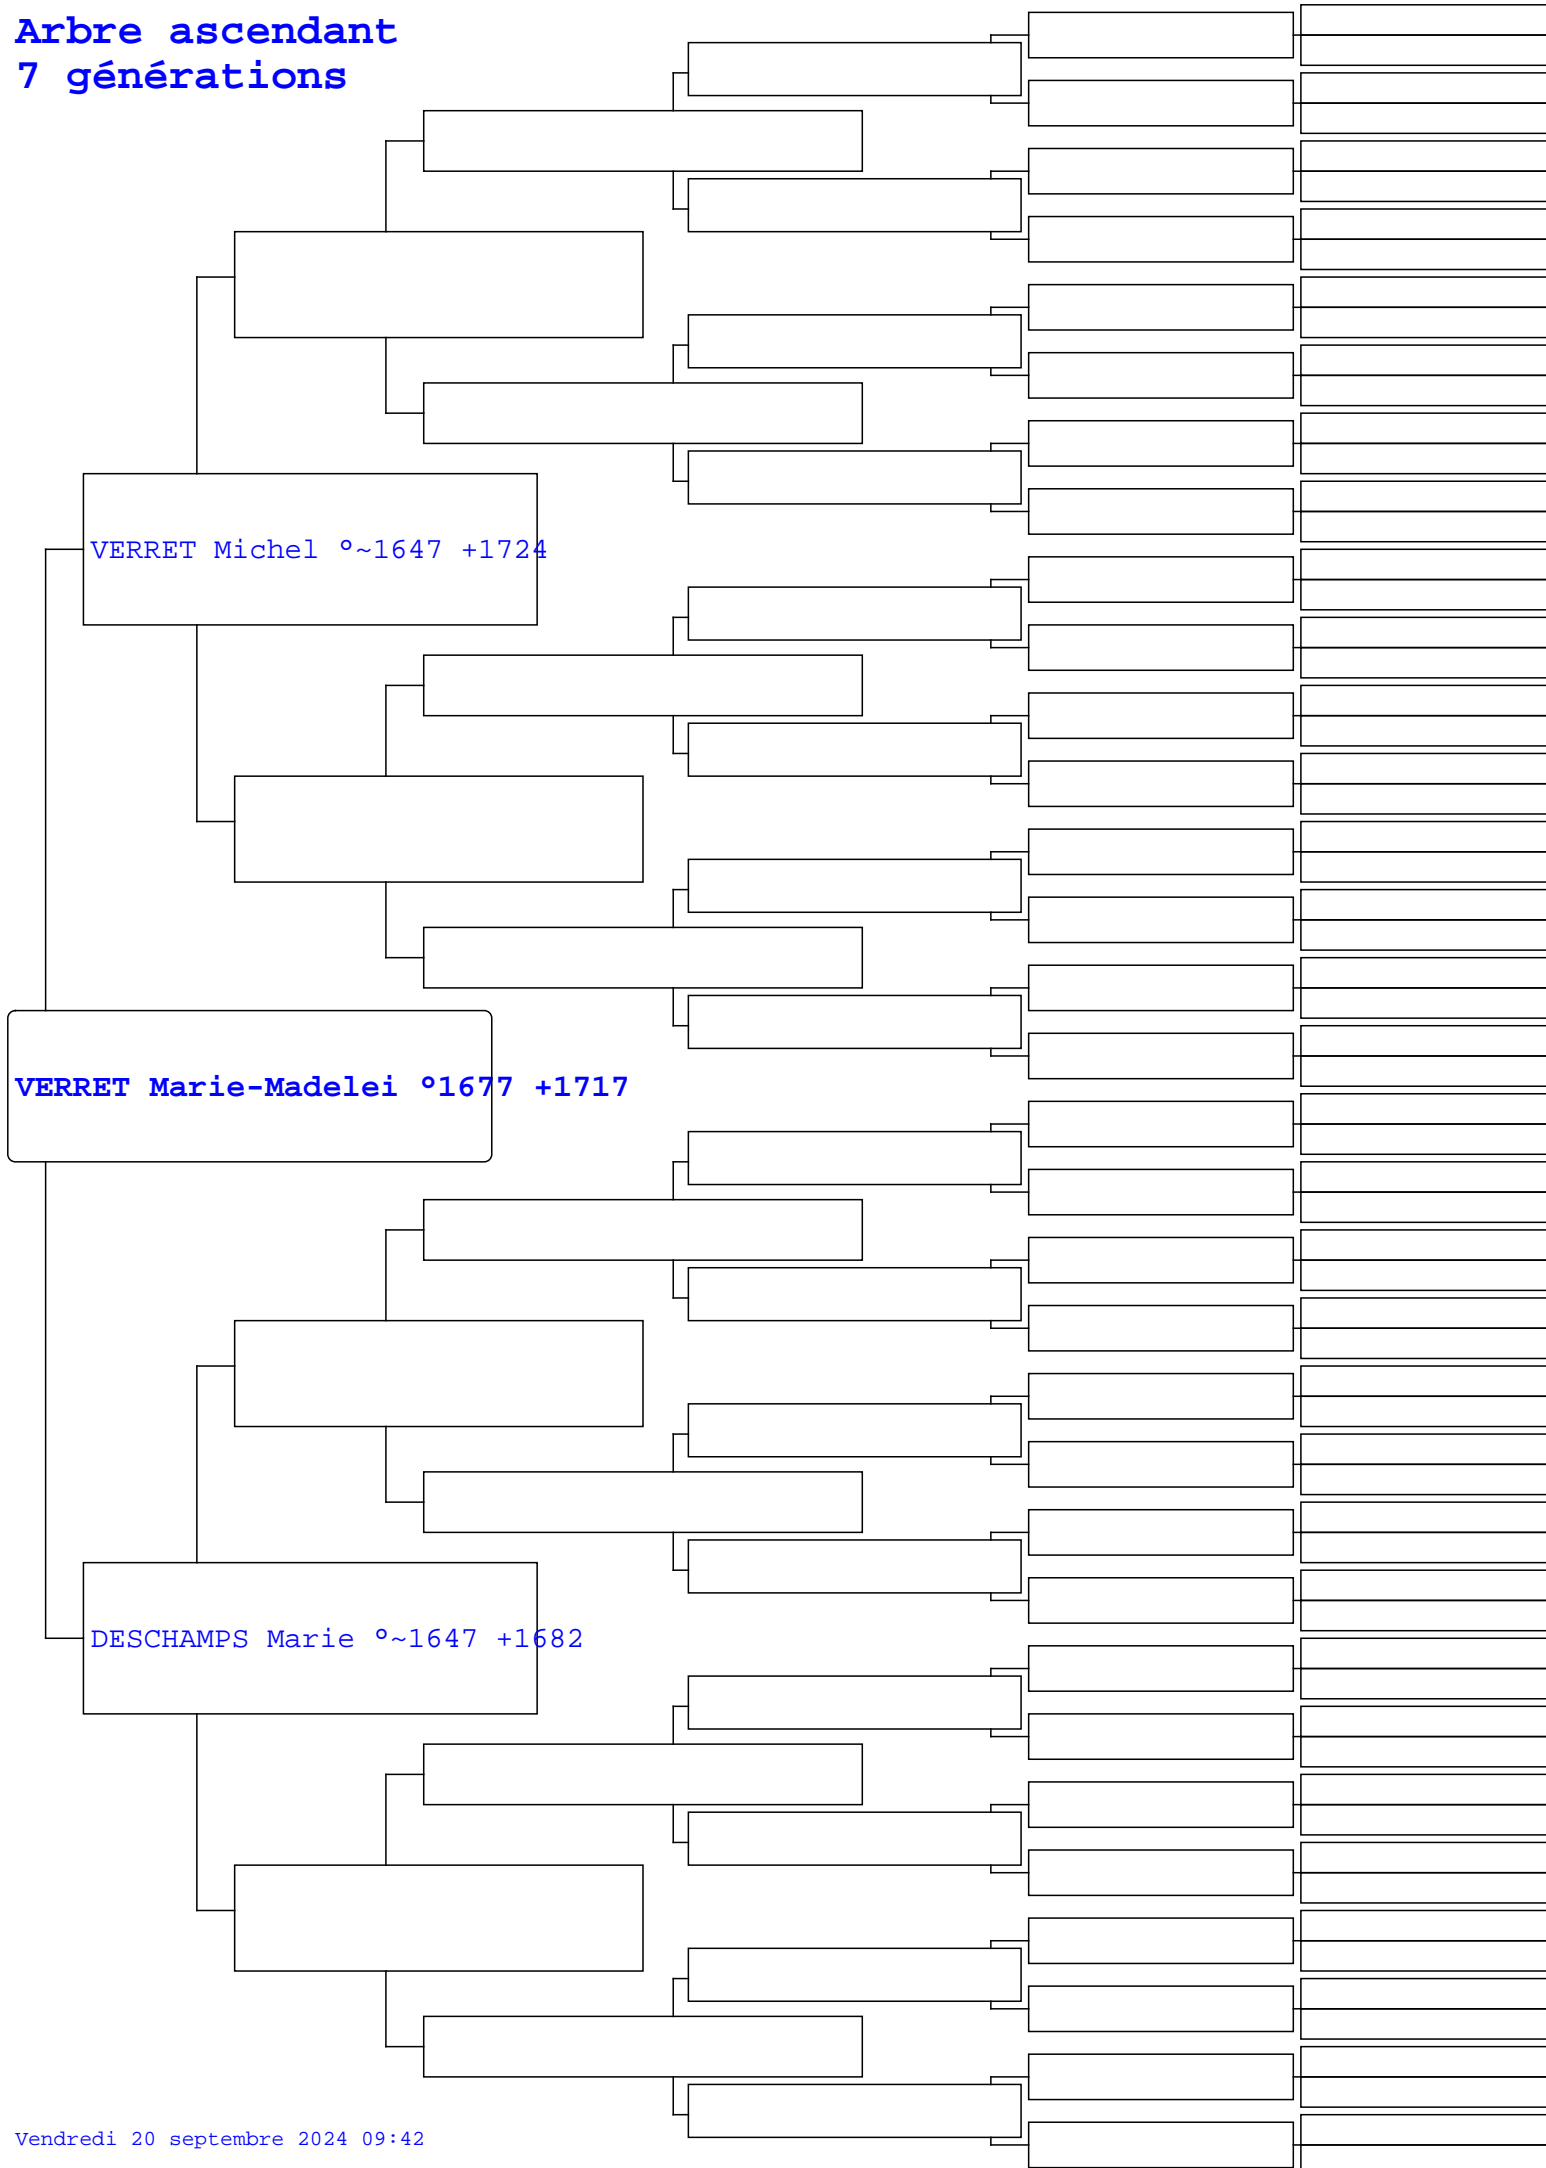 Arbre ascendant
7 générations
VERRET Michel °~1647 +1724
VERRET Marie-Madelei °1677 +1717
DESCHAMPS Marie °~1647 +1682
Vendredi 20 septembre 2024 09:42